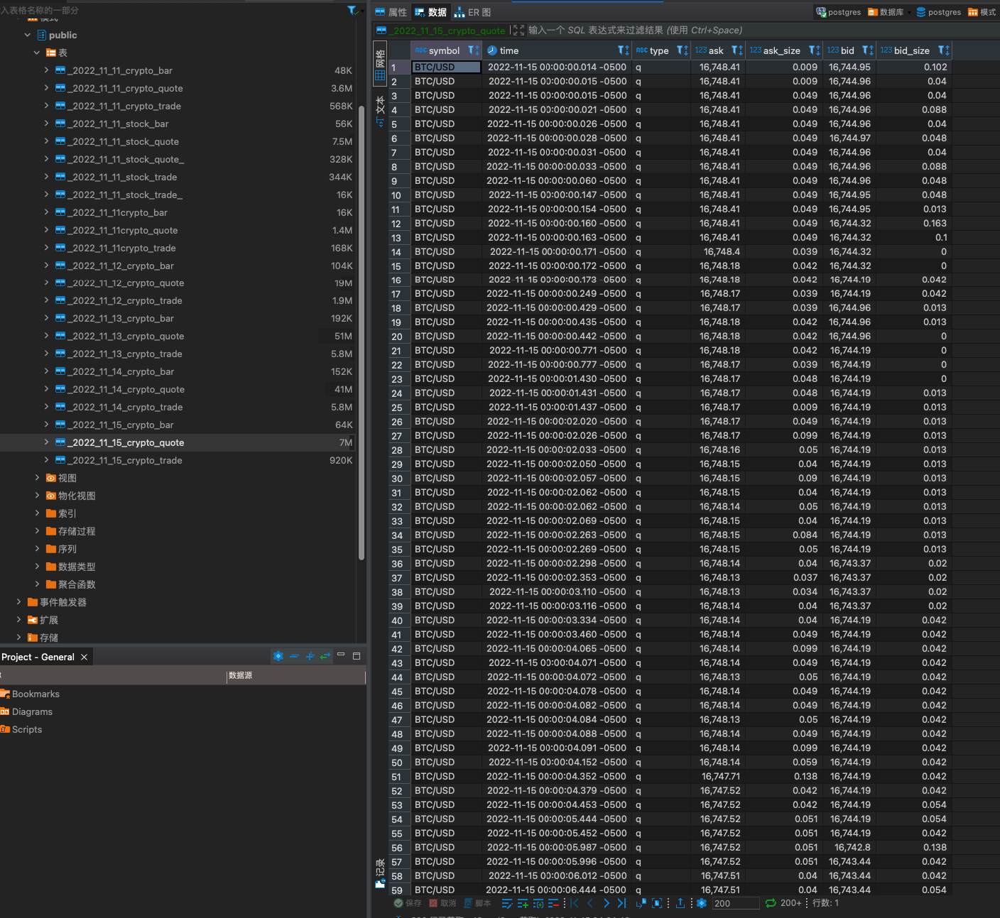 入表格名称的一部分
模式
public
表
_2022_11_11_crypto_bar 48K
_2022_11_11_crypto_quote 3.6M
_2022_11_11_crypto_trade 568K
_2022_11_11_stock_bar 56K
_2022_11_11_stock_quote 7.5M
_2022_11_11_stock_quote_ 328K
_2022_11_11_stock_trade 344K
_2022_11_11_stock_trade_ 16K
_2022_11_11crypto_bar 16K
_2022_11_11crypto_quote 1.4M
_2022_11_11crypto_trade 168K
_2022_11_12_crypto_bar 104K
_2022_11_12_crypto_quote 19M
_2022_11_12_crypto_trade 1.9M
_2022_11_13_crypto_bar 192K
_2022_11_13_crypto_quote 51M
_2022_11_13_crypto_trade 5.8M
_2022_11_14_crypto_bar 152K
_2022_11_14_crypto_quote 41M
_2022_11_14_crypto_trade 5.8M
_2022_11_15_crypto_bar 64K
_2022_11_15_crypto_quote 7M
_2022_11_15_crypto_trade 920K
视图
物化视图
索引
存储过程
序列
数据类型
聚合函数
事件触发器
扩展
存储
Project - General
数据源
Bookmarks
Diagrams
Scripts
属性 数据 ER 图 postgres 数据库 postgres 模式
_2022_11_15_crypto_quote 输入一个 SQL 表达式来过滤结果 (使用 Ctrl+Space)
网格
文本
记录
ABC symbol time ABC type 123 ask 123 ask_size 123 bid 123 bid_size
1 BTC/USD 2022-11-15 00:00:00.014 -0500 q 16,748.41 0.009 16,744.95 0.102
2 BTC/USD 2022-11-15 00:00:00.015 -0500 q 16,748.41 0.009 16,744.96 0.04
3 BTC/USD 2022-11-15 00:00:00.015 -0500 q 16,748.41 0.049 16,744.96 0.04
4 BTC/USD 2022-11-15 00:00:00.021 -0500 q 16,748.41 0.049 16,744.96 0.088
5 BTC/USD 2022-11-15 00:00:00.026 -0500 q 16,748.41 0.049 16,744.96 0.04
6 BTC/USD 2022-11-15 00:00:00.028 -0500 q 16,748.41 0.049 16,744.97 0.048
7 BTC/USD 2022-11-15 00:00:00.031 -0500 q 16,748.41 0.049 16,744.96 0.04
8 BTC/USD 2022-11-15 00:00:00.033 -0500 q 16,748.41 0.049 16,744.96 0.088
9 BTC/USD 2022-11-15 00:00:00.060 -0500 q 16,748.41 0.049 16,744.96 0.048
10 BTC/USD 2022-11-15 00:00:00.147 -0500 q 16,748.41 0.049 16,744.95 0.048
11 BTC/USD 2022-11-15 00:00:00.154 -0500 q 16,748.41 0.049 16,744.95 0.013
12 BTC/USD 2022-11-15 00:00:00.160 -0500 q 16,748.41 0.049 16,744.32 0.163
13 BTC/USD 2022-11-15 00:00:00.163 -0500 q 16,748.41 0.049 16,744.32 0.1
14 BTC/USD 2022-11-15 00:00:00.171 -0500 q 16,748.4 0.039 16,744.32 0
15 BTC/USD 2022-11-15 00:00:00.172 -0500 q 16,748.18 0.042 16,744.32 0
16 BTC/USD 2022-11-15 00:00:00.173 -0500 q 16,748.18 0.042 16,744.19 0.042
17 BTC/USD 2022-11-15 00:00:00.249 -0500 q 16,748.17 0.039 16,744.19 0.042
18 BTC/USD 2022-11-15 00:00:00.429 -0500 q 16,748.17 0.039 16,744.96 0.013
19 BTC/USD 2022-11-15 00:00:00.435 -0500 q 16,748.18 0.042 16,744.96 0.013
20 BTC/USD 2022-11-15 00:00:00.442 -0500 q 16,748.18 0.042 16,744.96 0
21 BTC/USD 2022-11-15 00:00:00.771 -0500 q 16,748.18 0.042 16,744.19 0
22 BTC/USD 2022-11-15 00:00:00.777 -0500 q 16,748.17 0.039 16,744.19 0
23 BTC/USD 2022-11-15 00:00:01.430 -0500 q 16,748.17 0.048 16,744.19 0
24 BTC/USD 2022-11-15 00:00:01.431 -0500 q 16,748.17 0.048 16,744.19 0.013
25 BTC/USD 2022-11-15 00:00:01.437 -0500 q 16,748.17 0.009 16,744.19 0.013
26 BTC/USD 2022-11-15 00:00:02.020 -0500 q 16,748.17 0.049 16,744.19 0.013
27 BTC/USD 2022-11-15 00:00:02.026 -0500 q 16,748.17 0.099 16,744.19 0.013
28 BTC/USD 2022-11-15 00:00:02.033 -0500 q 16,748.16 0.05 16,744.19 0.013
29 BTC/USD 2022-11-15 00:00:02.050 -0500 q 16,748.15 0.04 16,744.19 0.013
30 BTC/USD 2022-11-15 00:00:02.057 -0500 q 16,748.15 0.09 16,744.19 0.013
31 BTC/USD 2022-11-15 00:00:02.062 -0500 q 16,748.15 0.04 16,744.19 0.013
32 BTC/USD 2022-11-15 00:00:02.062 -0500 q 16,748.14 0.05 16,744.19 0.013
33 BTC/USD 2022-11-15 00:00:02.069 -0500 q 16,748.15 0.04 16,744.19 0.013
34 BTC/USD 2022-11-15 00:00:02.263 -0500 q 16,748.15 0.084 16,744.19 0.013
35 BTC/USD 2022-11-15 00:00:02.269 -0500 q 16,748.15 0.05 16,744.19 0.013
36 BTC/USD 2022-11-15 00:00:02.298 -0500 q 16,748.14 0.04 16,743.37 0.02
37 BTC/USD 2022-11-15 00:00:02.353 -0500 q 16,748.13 0.037 16,743.37 0.02
38 BTC/USD 2022-11-15 00:00:03.110 -0500 q 16,748.13 0.034 16,743.37 0.02
39 BTC/USD 2022-11-15 00:00:03.116 -0500 q 16,748.14 0.04 16,743.37 0.02
40 BTC/USD 2022-11-15 00:00:03.334 -0500 q 16,748.14 0.04 16,744.19 0.042
41 BTC/USD 2022-11-15 00:00:03.460 -0500 q 16,748.14 0.049 16,744.19 0.042
42 BTC/USD 2022-11-15 00:00:04.065 -0500 q 16,748.14 0.099 16,744.19 0.042
43 BTC/USD 2022-11-15 00:00:04.071 -0500 q 16,748.14 0.049 16,744.19 0.042
44 BTC/USD 2022-11-15 00:00:04.072 -0500 q 16,748.13 0.05 16,744.19 0.042
45 BTC/USD 2022-11-15 00:00:04.078 -0500 q 16,748.14 0.049 16,744.19 0.042
46 BTC/USD 2022-11-15 00:00:04.082 -0500 q 16,748.14 0.049 16,744.19 0.042
47 BTC/USD 2022-11-15 00:00:04.084 -0500 q 16,748.13 0.05 16,744.19 0.042
48 BTC/USD 2022-11-15 00:00:04.088 -0500 q 16,748.14 0.049 16,744.19 0.042
49 BTC/USD 2022-11-15 00:00:04.091 -0500 q 16,748.14 0.099 16,744.19 0.042
50 BTC/USD 2022-11-15 00:00:04.152 -0500 q 16,748.14 0.059 16,744.19 0.042
51 BTC/USD 2022-11-15 00:00:04.352 -0500 q 16,747.71 0.138 16,744.19 0.042
52 BTC/USD 2022-11-15 00:00:04.379 -0500 q 16,747.52 0.042 16,744.19 0.042
53 BTC/USD 2022-11-15 00:00:04.453 -0500 q 16,747.52 0.042 16,744.19 0.054
54 BTC/USD 2022-11-15 00:00:05.444 -0500 q 16,747.52 0.051 16,744.19 0.054
55 BTC/USD 2022-11-15 00:00:05.452 -0500 q 16,747.52 0.051 16,744.19 0.042
56 BTC/USD 2022-11-15 00:00:05.987 -0500 q 16,747.52 0.051 16,742.8 0.138
57 BTC/USD 2022-11-15 00:00:05.996 -0500 q 16,747.52 0.051 16,743.44 0.042
58 BTC/USD 2022-11-15 00:00:06.012 -0500 q 16,747.51 0.04 16,743.44 0.042
59 BTC/USD 2022-11-15 00:00:06.444 -0500 q 16,747.51 0.04 16,743.44 0.054
保存 取消 脚本 200 200+ 行数: 1